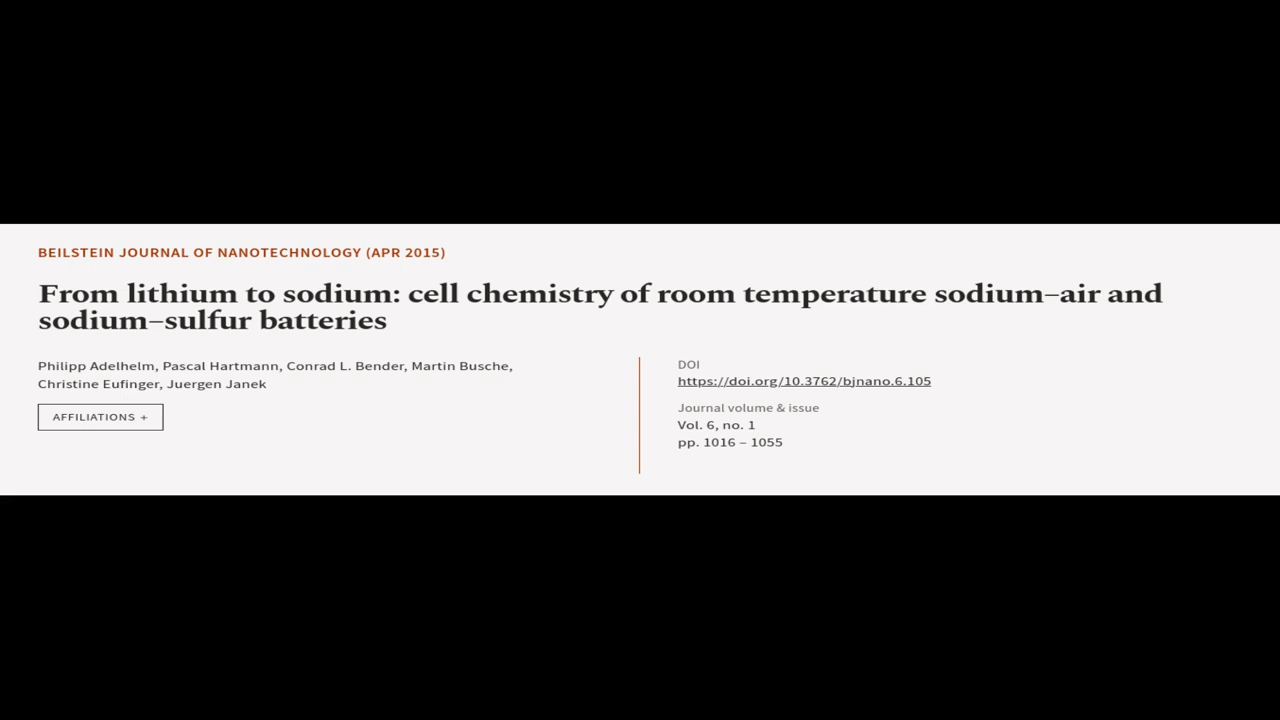 BEILSTEIN JOURNAL OF NANOTECHNOLOGY (APR 2015)
From lithium to sodium: cell chemistry of room temperature sodium–air and
sodium–sulfur batteries
Philipp Adelhelm, Pascal Hartmann, Conrad L. Bender, Martin Busche,
Christine Eufinger, Juergen Janek
AFFILIATIONS +
DOI
https://doi.org/10.3762/bjnano.6.105
Journal volume & issue
Vol. 6, no. 1
pp. 1016 – 1055